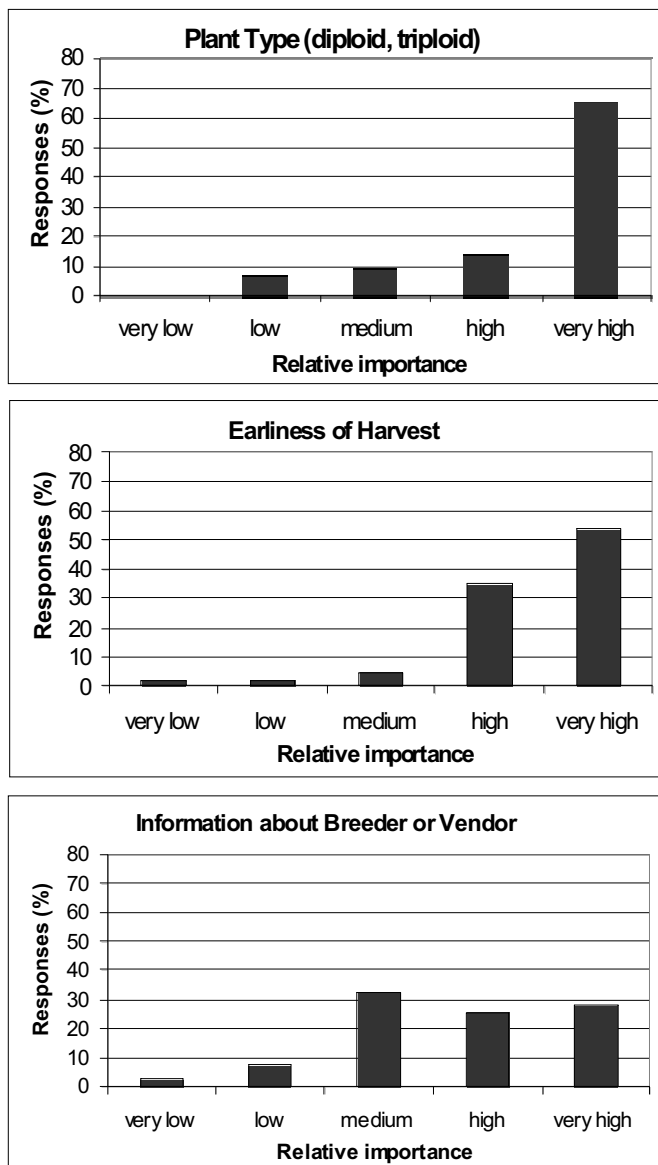 Plant Type (diploid, triploid)
80
70
60
50
40
30
20
10
0
Responses (%)
very low low medium high very high
Relative importance
Earliness of Harvest
80
70
60
50
40
30
20
10
0
Responses (%)
very low low medium high very high
Relative importance
Information about Breeder or Vendor
80
70
60
50
40
30
20
10
0
Responses (%)
very low low medium high very high
Relative importance